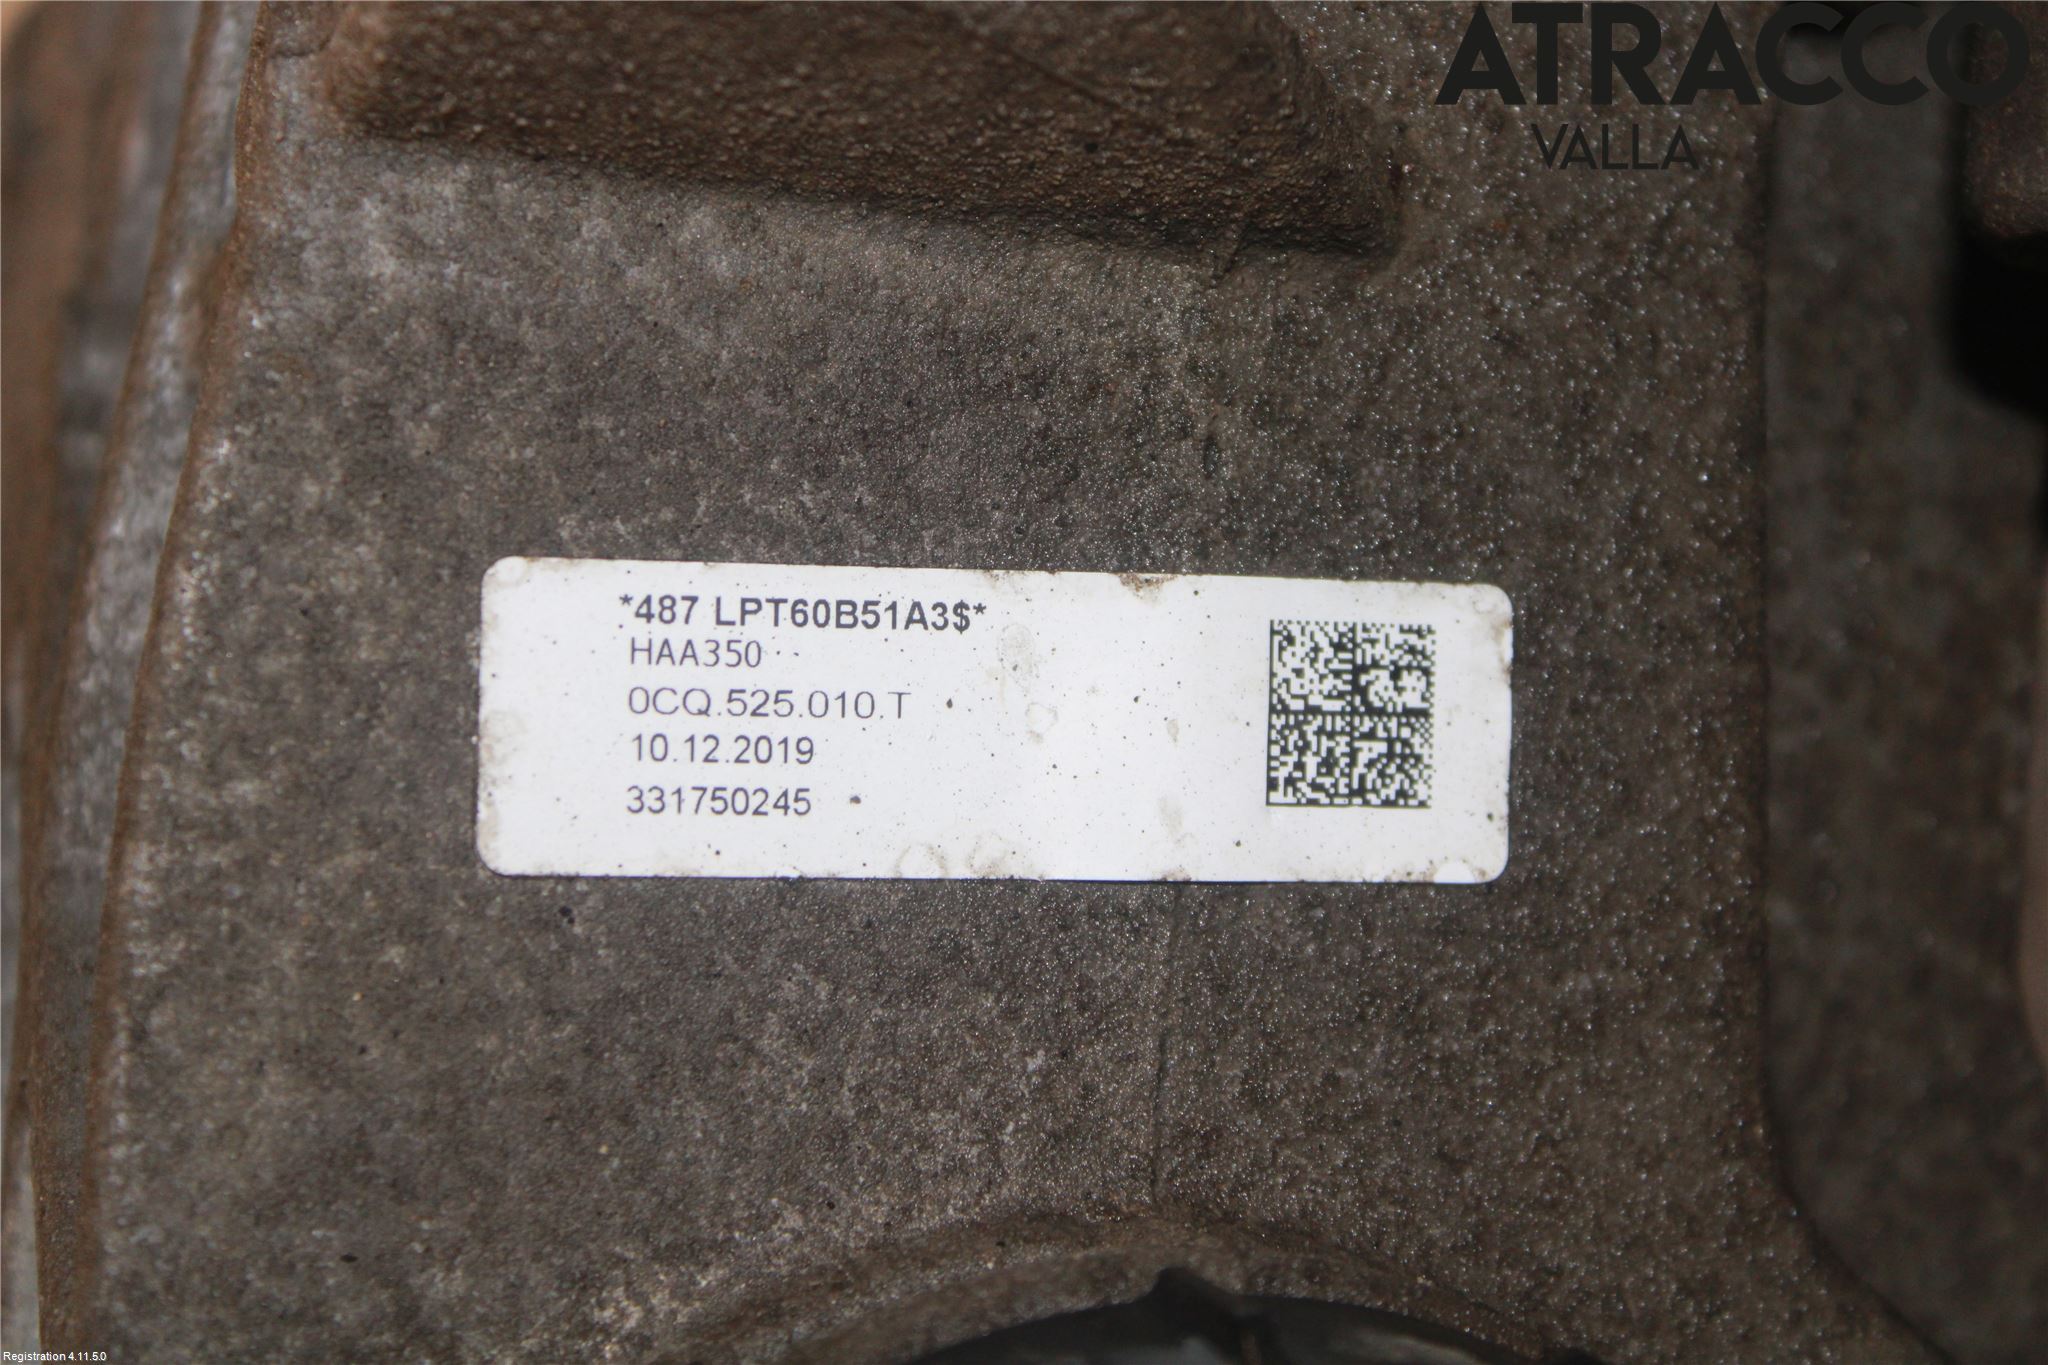 ATRACCO
VALLA
*487 LPT60B51A3$*
HAA350
0CQ.525.010.T
10.12.2019
331750245
Registration 4.11.5.0